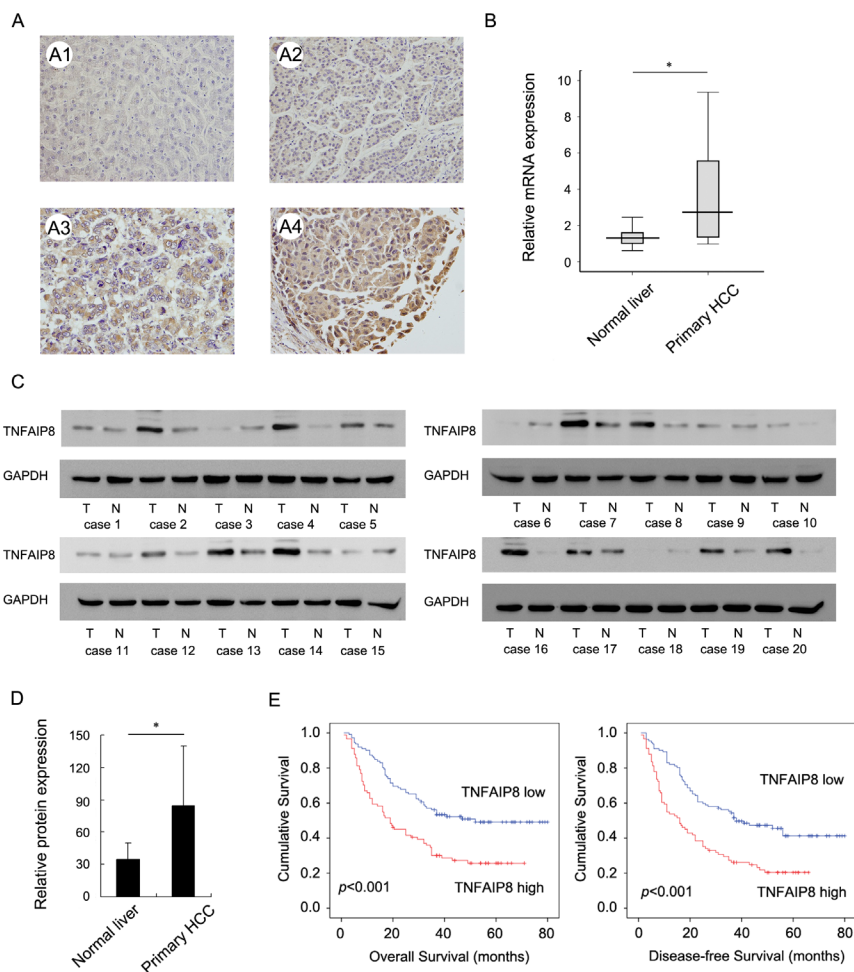 A
A1
A2
A3
A4
B
Relative mRNA expression
10
8
6
4
2
0
*
Normal liver
Primary HCC
C
TNFAIP8
GAPDH
T N T N T N T N T N
case 1 case 2 case 3 case 4 case 5
TNFAIP8
GAPDH
T N T N T N T N T N
case 6 case 7 case 8 case 9 case 10
TNFAIP8
GAPDH
T N T N T N T N T N
case 11 case 12 case 13 case 14 case 15
TNFAIP8
GAPDH
T N T N T N T N T N
case 16 case 17 case 18 case 19 case 20
D
Relative protein expression
150
120
90
60
30
0
*
Normal liver
Primary HCC
E
Cumulative Survival
1.0
0.8
0.6
0.4
0.2
0.0
TNFAIP8 low
TNFAIP8 high
p<0.001
0 20 40 60 80
Overall Survival (months)
Cumulative Survival
1.0
0.8
0.6
0.4
0.2
0.0
TNFAIP8 low
TNFAIP8 high
p<0.001
0 20 40 60 80
Disease-free Survival (months)